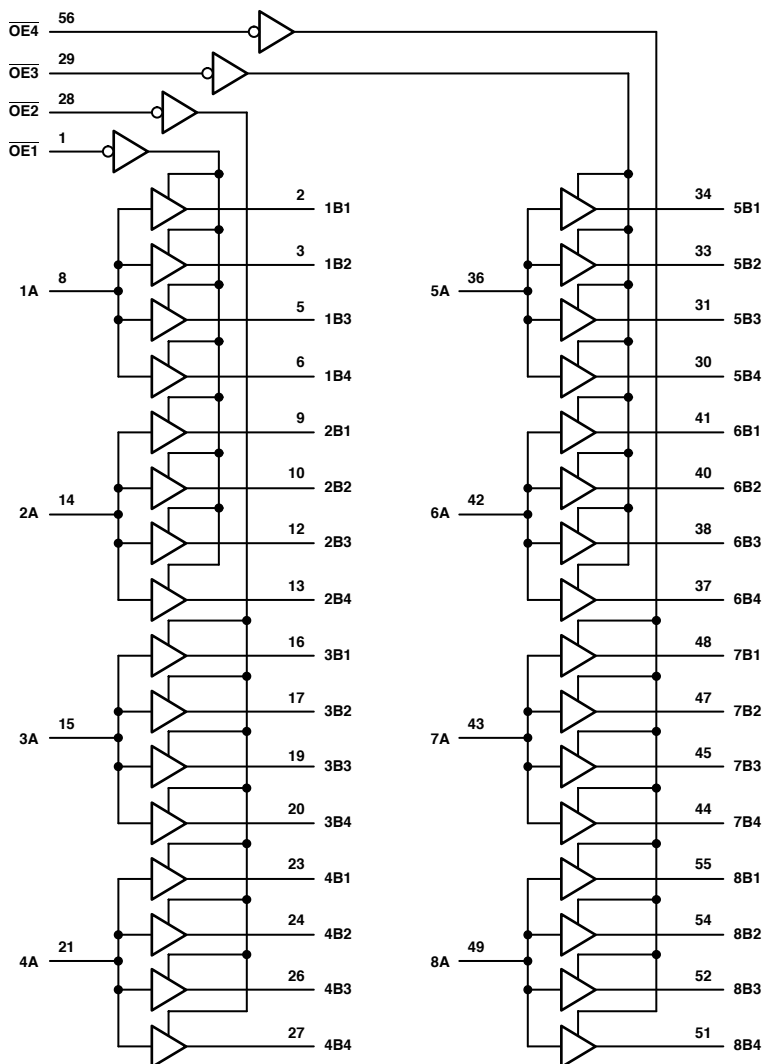 OE4 56
OE3 29
OE2 28
OE1 1
1A 8
2 1B1
3 1B2
5 1B3
6 1B4
2A 14
9 2B1
10 2B2
12 2B3
13 2B4
3A 15
16 3B1
17 3B2
19 3B3
20 3B4
4A 21
23 4B1
24 4B2
26 4B3
27 4B4
5A 36
34 5B1
33 5B2
31 5B3
30 5B4
6A 42
41 6B1
40 6B2
38 6B3
37 6B4
7A 43
48 7B1
47 7B2
45 7B3
44 7B4
8A 49
55 8B1
54 8B2
52 8B3
51 8B4